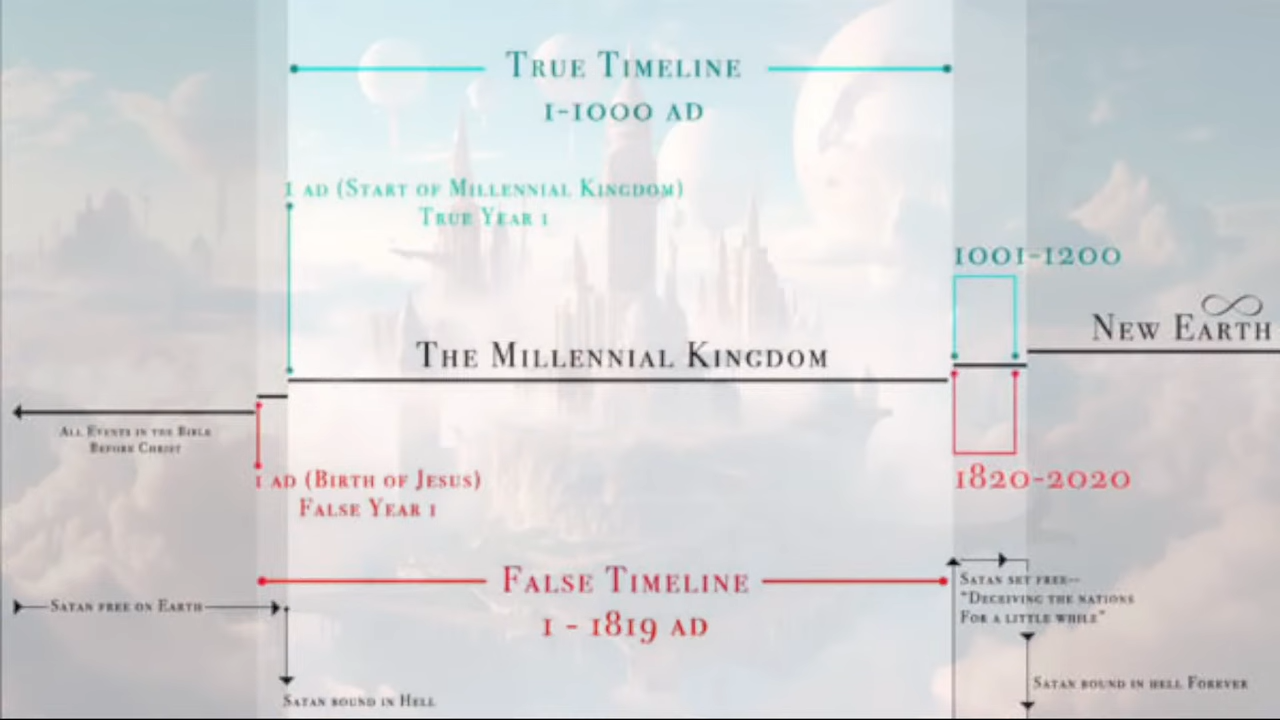 True Timeline
1-1000 AD
1 AD (Start of Millennial Kingdom)
True Year 1
1001-1200
∞
New Earth
The Millennial Kingdom
All Events in the Bible
Before Christ
1 AD (Birth of Jesus)
False Year 1
1820-2020
False Timeline
1 - 1819 AD
Satan free on Earth
Satan set free--
"Deceiving the nations
For a little while"
Satan bound in Hell
Satan bound in hell Forever